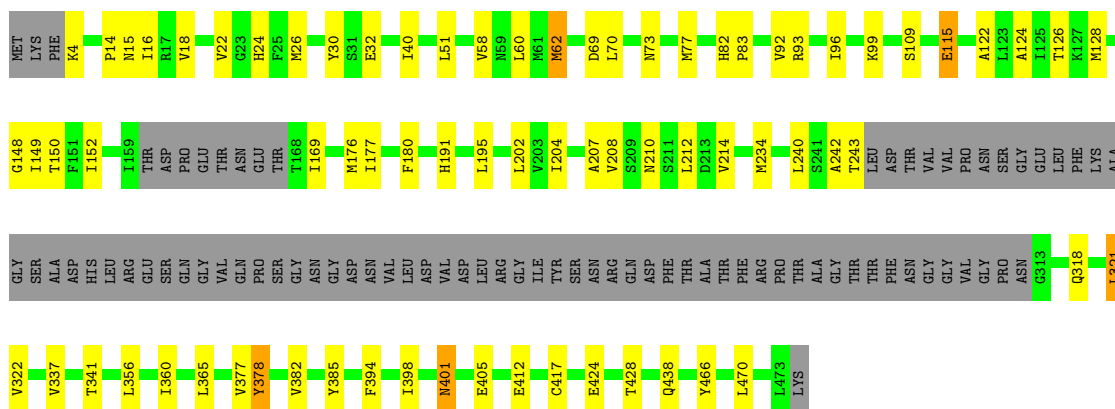 MET LYS PHE K4 P14 N15 I16 R17 V18 V22 G23 H24 F25 M26 Y30 S31 E32 I40 L51 V58 N59 L60 M61 M62 D69 L70 N73 M77 H82 P83 V92 R93 I96 K99 S109 E115 A122 L123 A124 I125 T126 K127 M128
G148 I149 T150 F151 I152 I159 THR ASP PRO GLU THR ASN GLU THR T168 I169 M176 I177 F180 H191 L195 L202 V203 I204 A207 V208 S209 N210 S211 L212 D213 V214 M234 L240 S241 A242 T243 LEU ASP THR VAL VAL PRO ASN SER GLY GLU LEU PHE LYS ALA
GLY SER ALA ASP HIS LEU ARG GLU SER GLN GLY VAL GLN PRO SER GLY ASN GLY ASP ASN VAL LEU ASP VAL ASP LEU ARG GLY ILE TYR SER ASN ARG GLN ASP PHE THR ALA THR PHE ARG PRO THR ALA GLY THR THR PHE ASN GLY GLY VAL GLY PRO ASN G313 Q318 L321
V322 V337 T341 L356 I360 L365 V377 Y378 V382 Y385 F394 I398 N401 E405 E412 C417 E424 T428 Q438 Y466 L470 L473 LYS